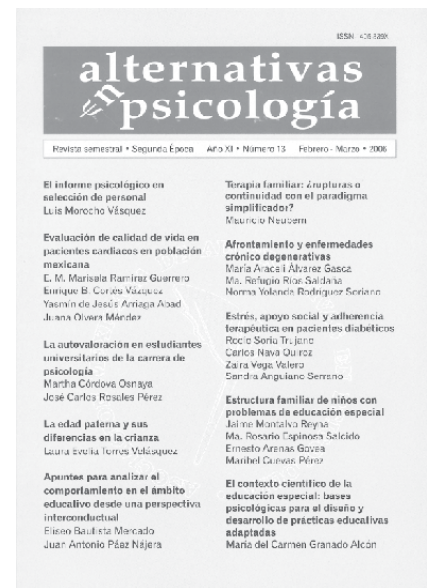 ISSN
alternativas
en psicología
Revista semestral • Segunda Época Año XI • Número 13 Febrero - Marzo • 2006
El informe psicológico en
selección de personal
Luis Morocho Vásquez
Evaluación de calidad de vida en
pacientes cardiacos en población
mexicana
E. M. Marisela Ramírez Guerrero
Enrique B. Cortés Vázquez
Yasmín de Jesús Arriaga Abad
Juana Olvera Méndez
La autovaloración en estudiantes
universitarios de la carrera de
psicología
Martha Córdova Osnaya
José Carlos Rosales Pérez
La edad paterna y sus
diferencias en la crianza
Laura Evelia Torres Velásquez
Apuntes para analizar el
comportamiento en el ámbito
educativo desde una perspectiva
interconductual
Eliseo Bautista Mercado
Juan Antonio Páez Nájera
Terapia familiar: ¿rupturas o
continuidad con el paradigma
simplificador?
Mauricio Neubern
Afrontamiento y enfermedades
crónico degenerativas
María Araceli Álvarez Gasca
Ma. Refugio Ríos Saldaña
Norma Yolanda Rodríguez Soriano
Estrés, apoyo social y adherencia
terapéutica en pacientes diabéticos
Rocío Soria Trujano
Carlos Nava Quiroz
Zaira Vega Valero
Sandra Anguiano Serrano
Estructura familiar de niños con
problemas de educación especial
Jaime Montalvo Reyna
Ma. Rosario Espinosa Salcido
Ernesto Arenas Govea
Maribel Cuevas Pérez
El contexto científico de la
educación especial: bases
psicológicas para el diseño y
desarrollo de prácticas educativas
adaptadas
María del Carmen Granado Alcón